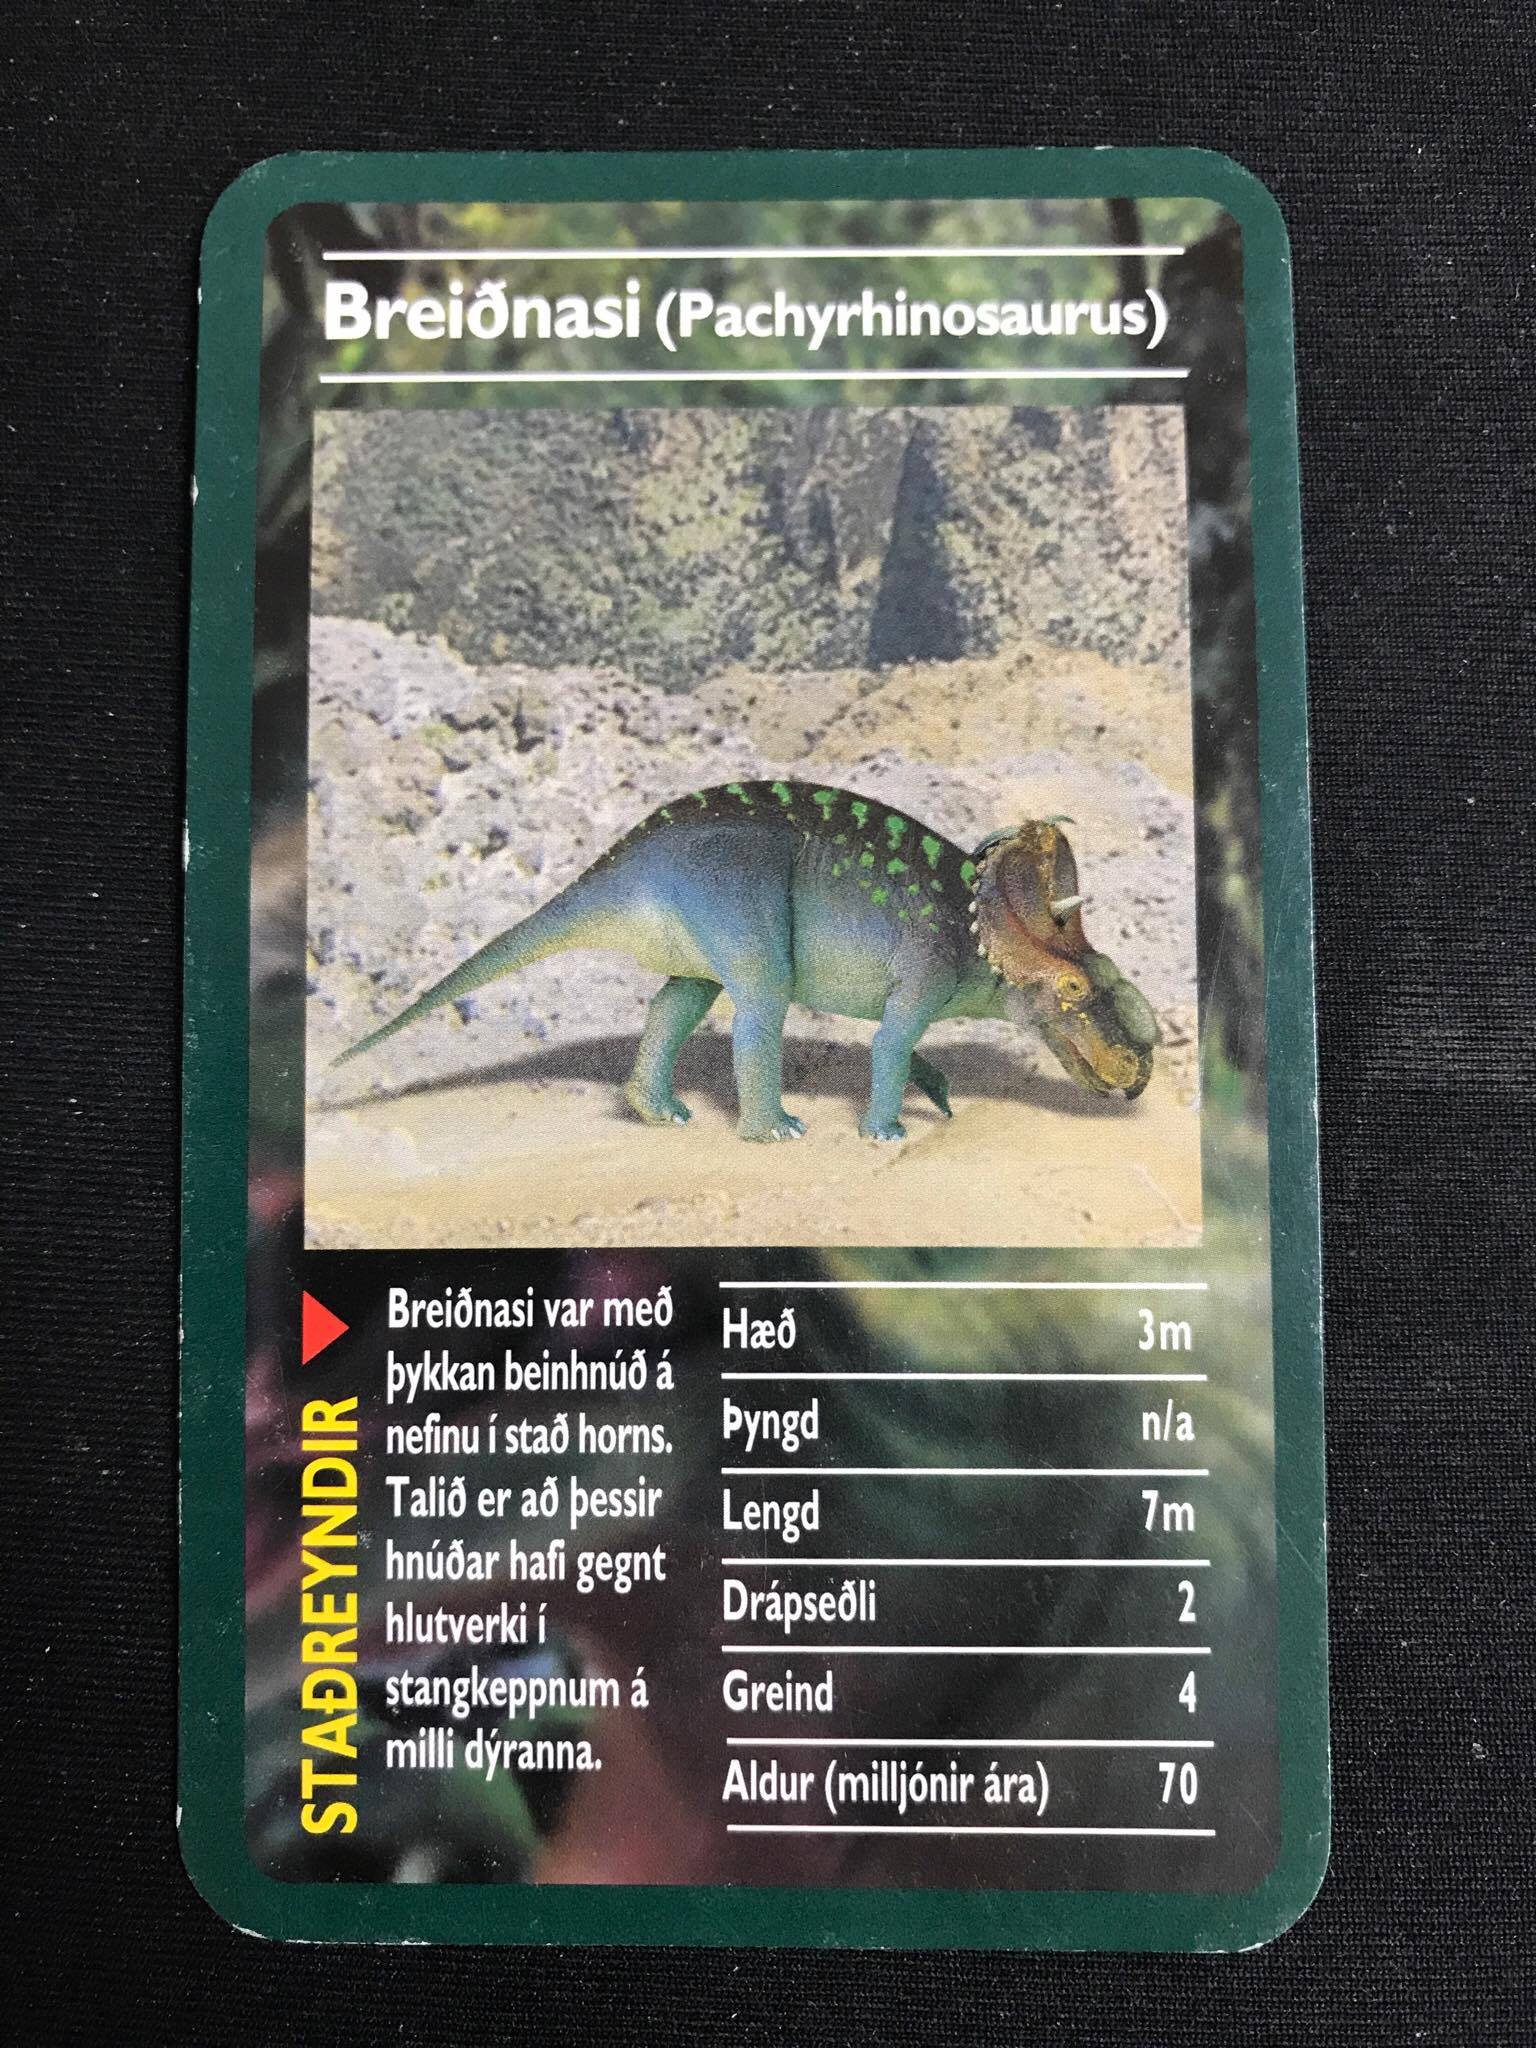 Breiðnasi (Pachyrhinosaurus)
STAÐREYNDIR
Breiðnasi var með
þykkan beinhnúð á
nefinu í stað horns.
Talið er að þessir
hnúðar hafi gegnt
hlutverki í
stangkeppnum á
milli dýranna.
Hæð 3m
Þyngd n/a
Lengd 7m
Drápseðli 2
Greind 4
Aldur (milljónir ára) 70